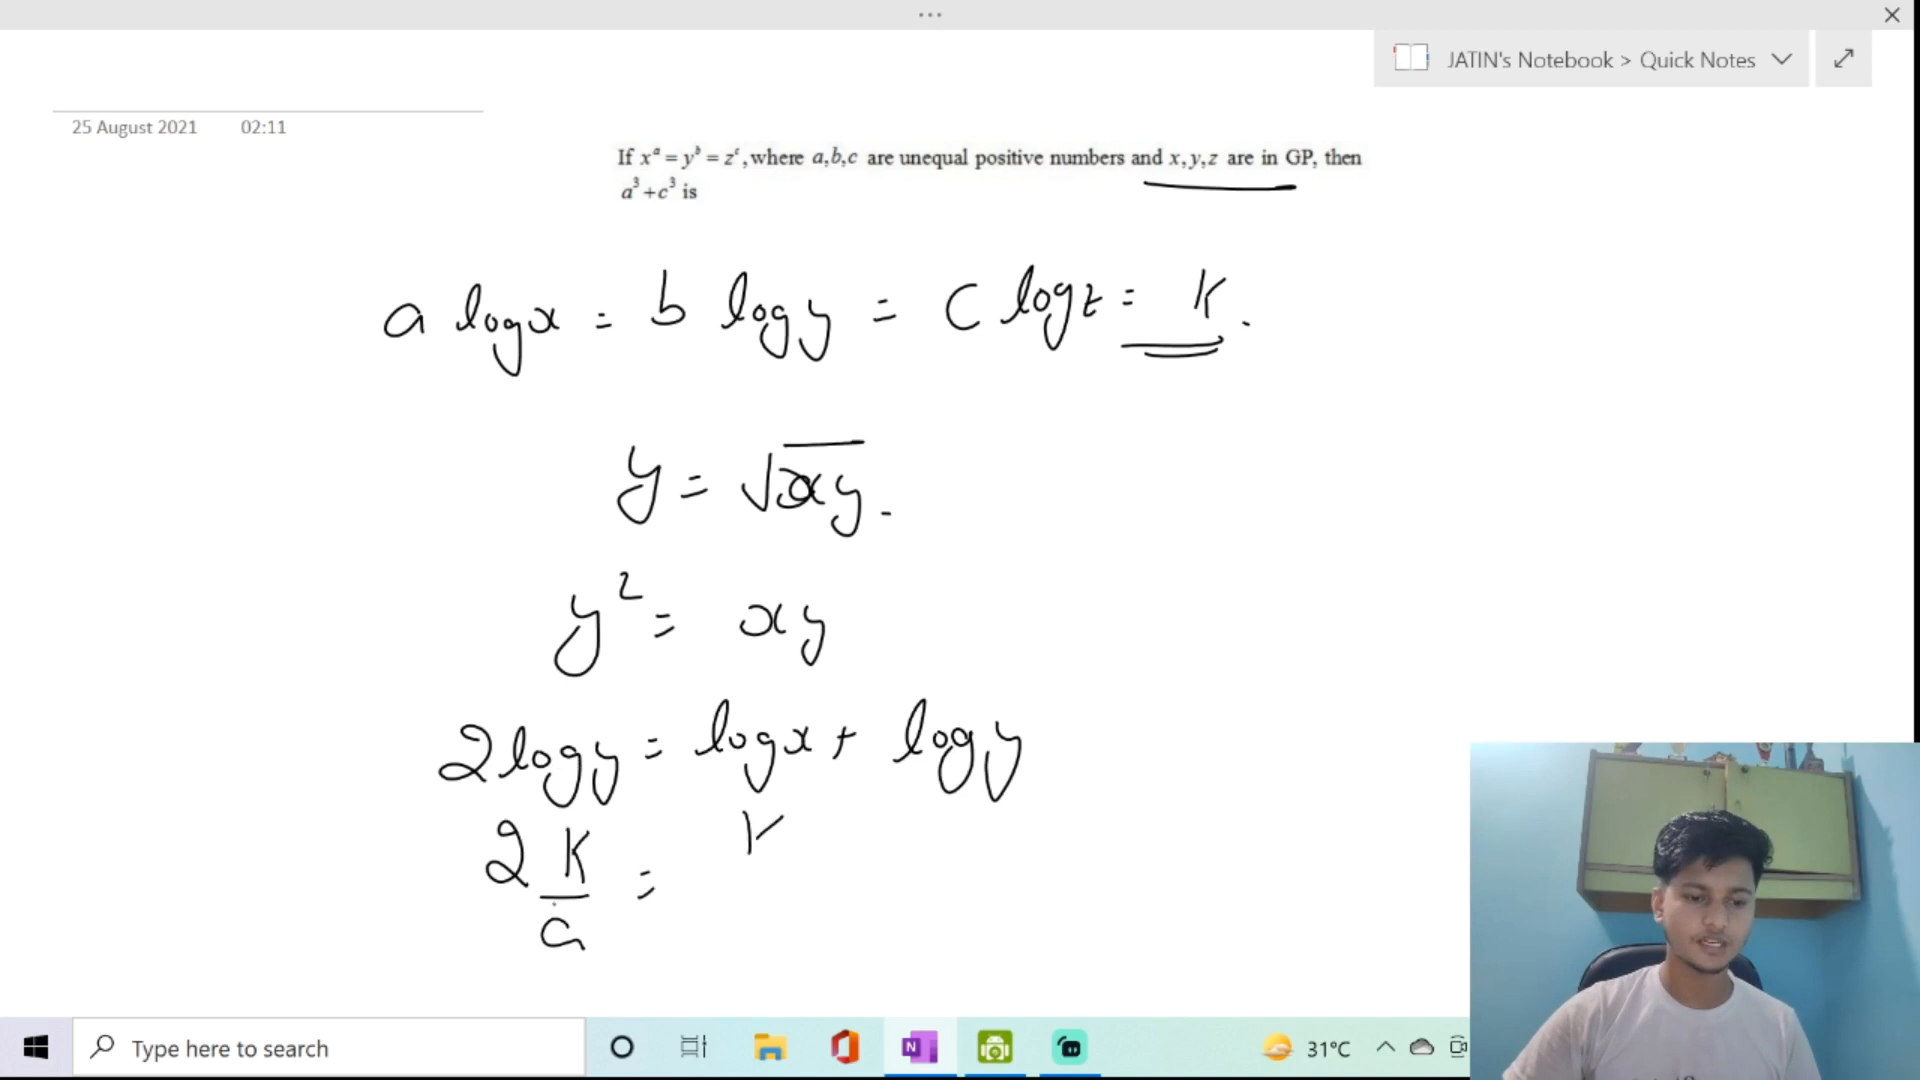 ...
JATIN's Notebook > Quick Notes
25 August 2021 02:11
If x^a = y^b = z^c, where a,b,c are unequal positive numbers and x,y,z are in GP, then
a^3 + c^3 is
a log x = b log y = c log z = k.
y = √xy.
y^2 = xy
2 log y = log x + log y
2 k/a = k
Type here to search
31°C